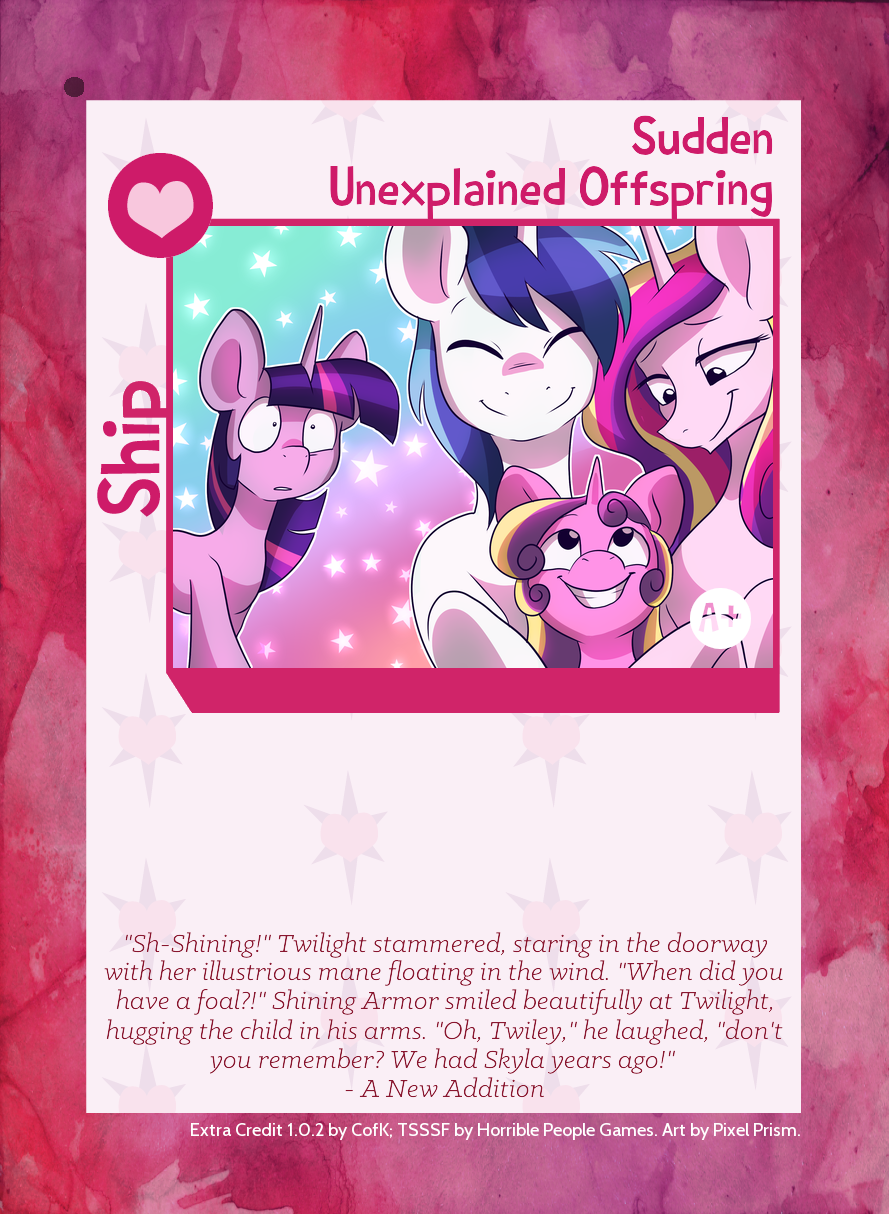 Sudden
Unexplained Offspring
Ship
A+
"Sh-Shining!" Twilight stammered, staring in the doorway
with her illustrious mane floating in the wind. "When did you
have a foal?!" Shining Armor smiled beautifully at Twilight,
hugging the child in his arms. "Oh, Twiley," he laughed, "don't
you remember? We had Skyla years ago!"
- A New Addition
Extra Credit 1.0.2 by CofK; TSSSF by Horrible People Games. Art by Pixel Prism.